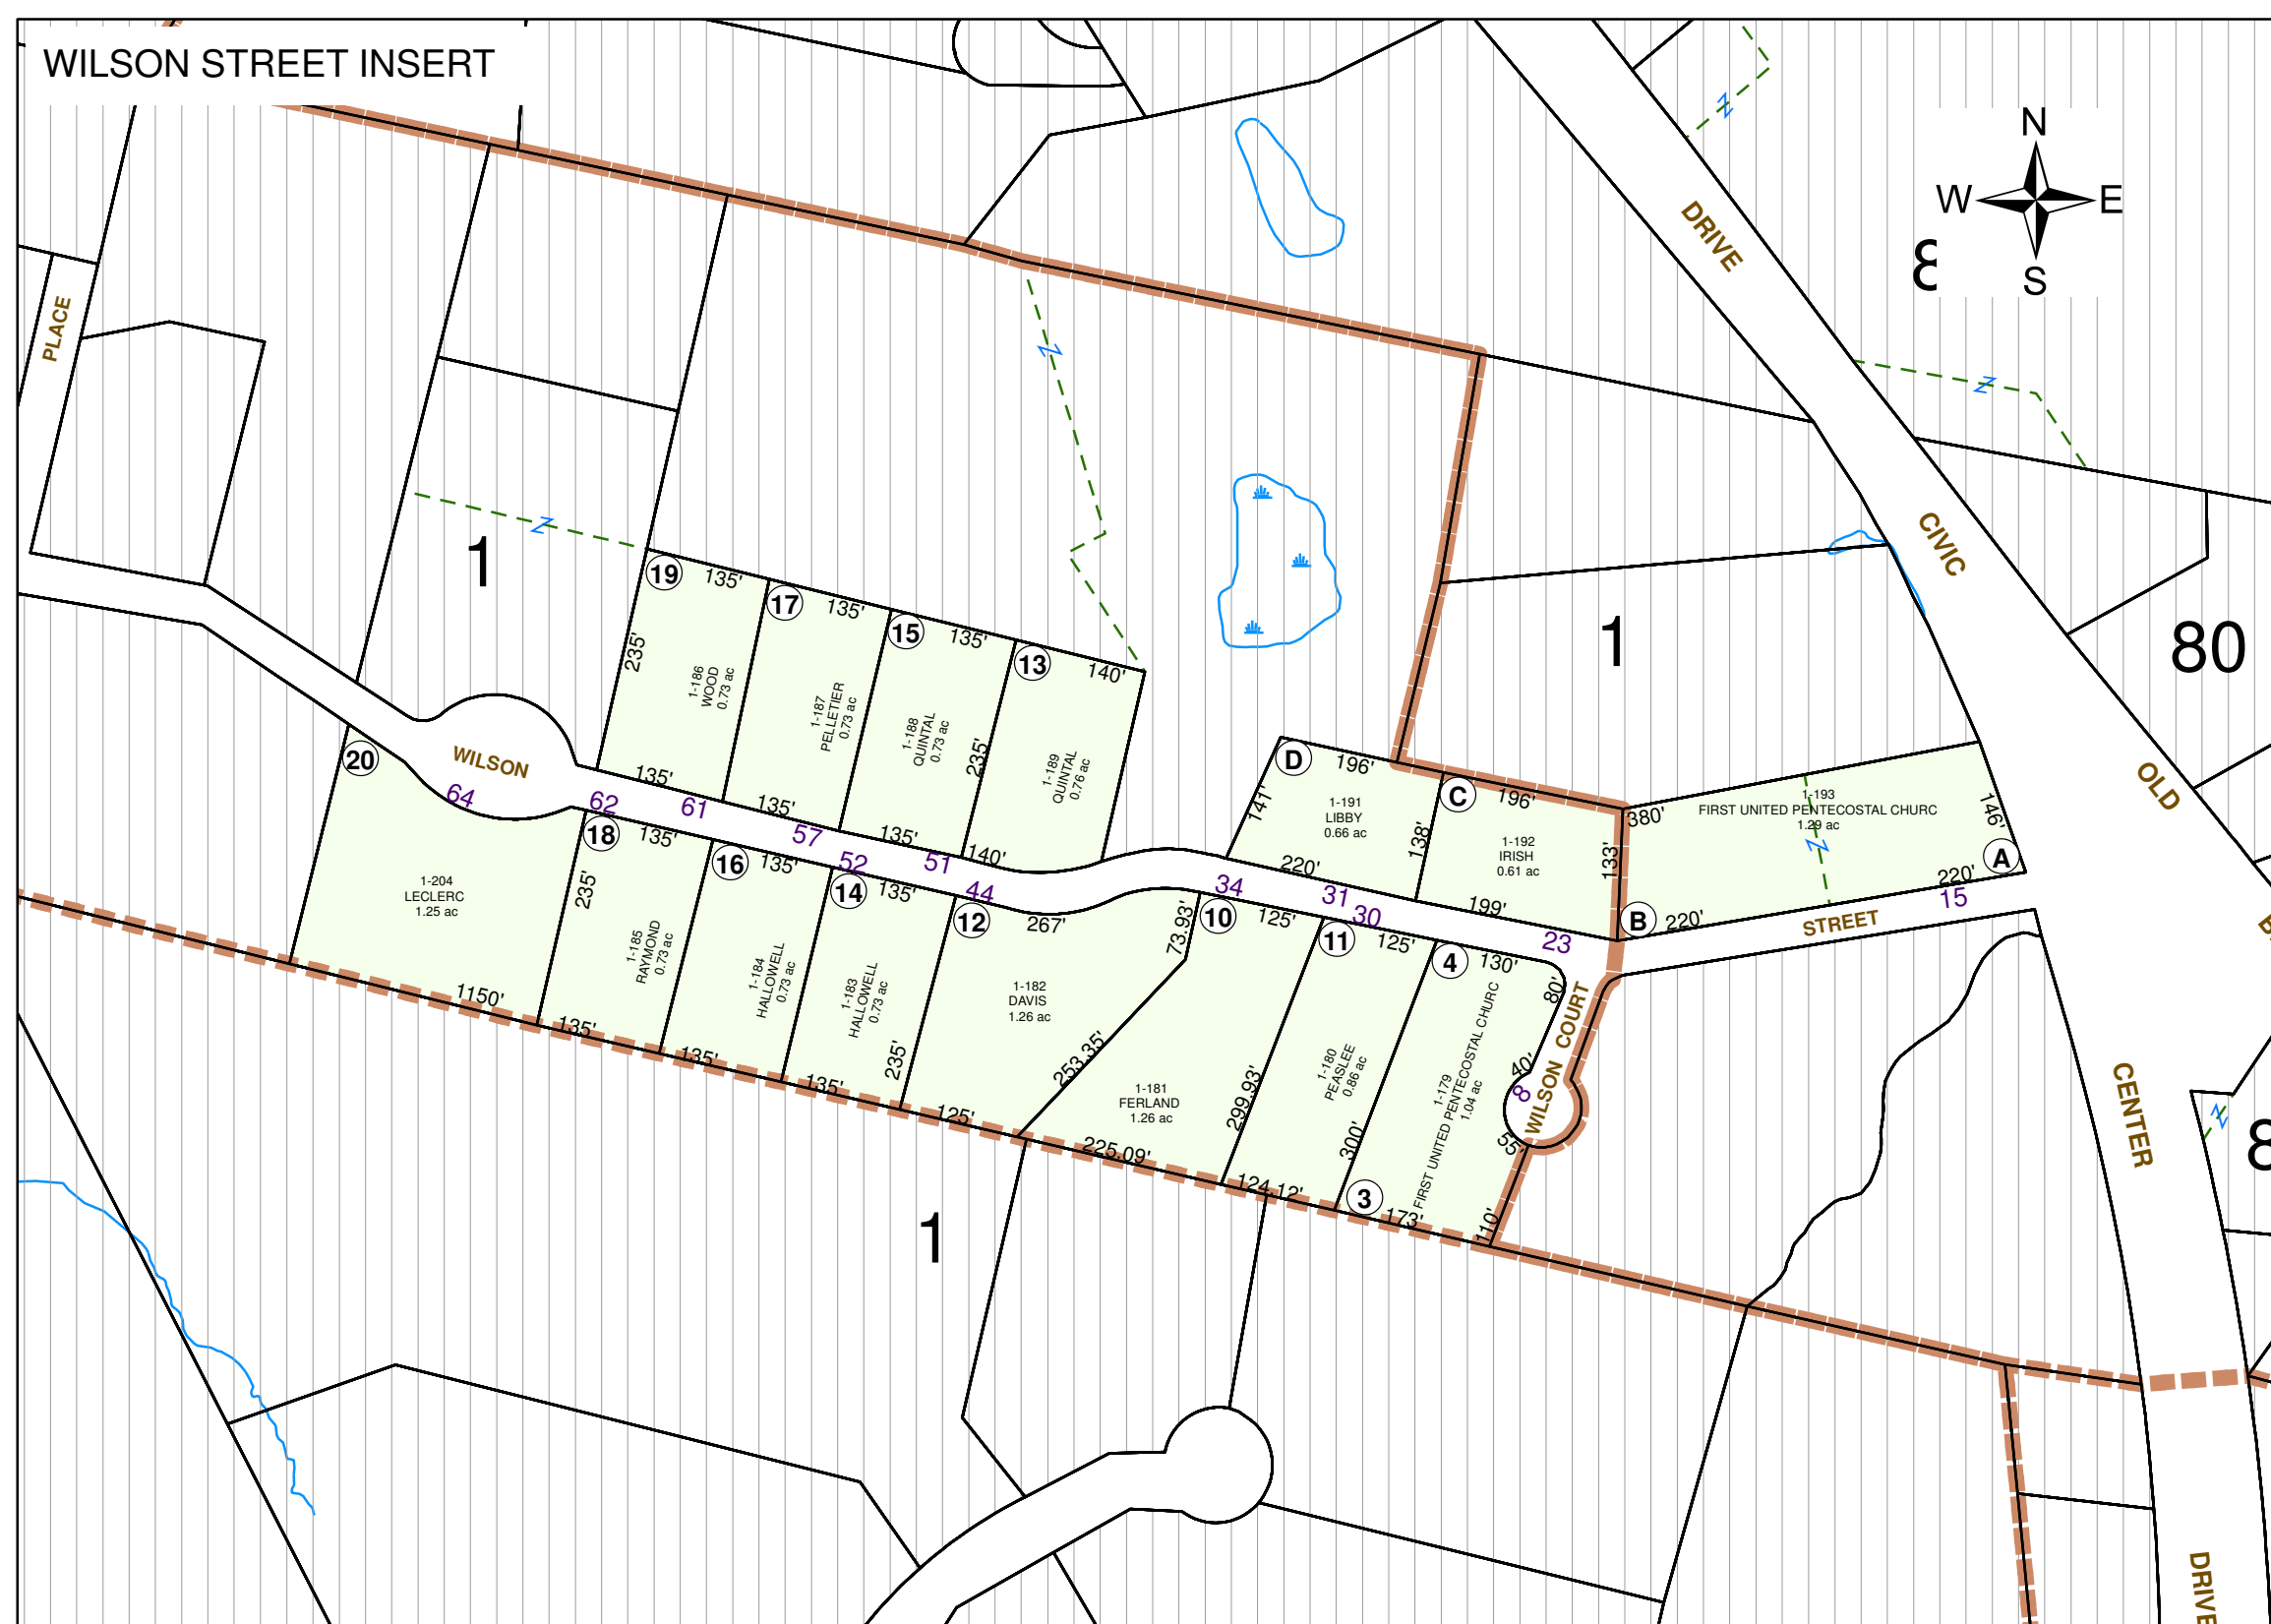 WILSON STREET INSERT
N
W
E
S
8
DRIVE
CIVIC
OLD
CENTER
DRIVE
PLACE
Z
Z
Z
Z
Z
Z
1
1
1
80
8
19
135'
235'
1-186
WOOD
0.73 ac
135'
17
135'
1-187
PELLETIER
0.73 ac
135'
15
135'
1-188
QUINTAL
0.73 ac
135'
235'
13
140'
1-189
QUINTAL
0.76 ac
140'
D
196'
141'
1-191
LIBBY
0.66 ac
220'
138'
C
196'
1-192
IRISH
0.61 ac
199'
133'
380'
1-193
FIRST UNITED PENTECOSTAL CHURC
1.29 ac
146'
A
220'
B
220'
STREET
15
WILSON
64
62
61
57
52
51
44
34
31
30
23
20
1-204
LECLERC
1.25 ac
1150'
18
135'
235'
1-185
RAYMOND
0.73 ac
135'
16
135'
1-184
HALLOWELL
0.73 ac
135'
14
135'
1-183
HALLOWELL
0.73 ac
135'
235'
12
267'
1-182
DAVIS
1.26 ac
125'
73.93'
253.35'
10
125'
1-181
FERLAND
1.26 ac
225.09'
299.93'
11
125'
1-180
PEASLEE
0.86 ac
124.12'
300'
4
130'
1-179
FIRST UNITED PENTECOSTAL CHURC
1.04 ac
80'
40'
8
55'
110'
3
173'
WILSON COURT